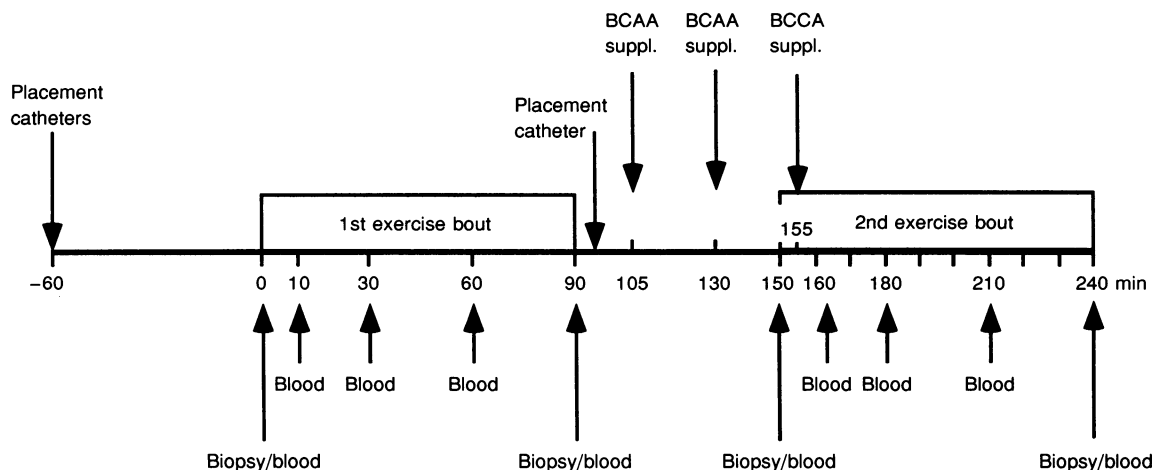 BCAA
suppl.
BCAA
suppl.
BCCA
suppl.
Placement
catheters
Placement
catheter
1st exercise bout
2nd exercise bout
155
−60
0
10
30
60
90
105
130
150
160
180
210
240 min
Blood
Blood
Blood
Blood
Blood
Blood
Biopsy/blood
Biopsy/blood
Biopsy/blood
Biopsy/blood